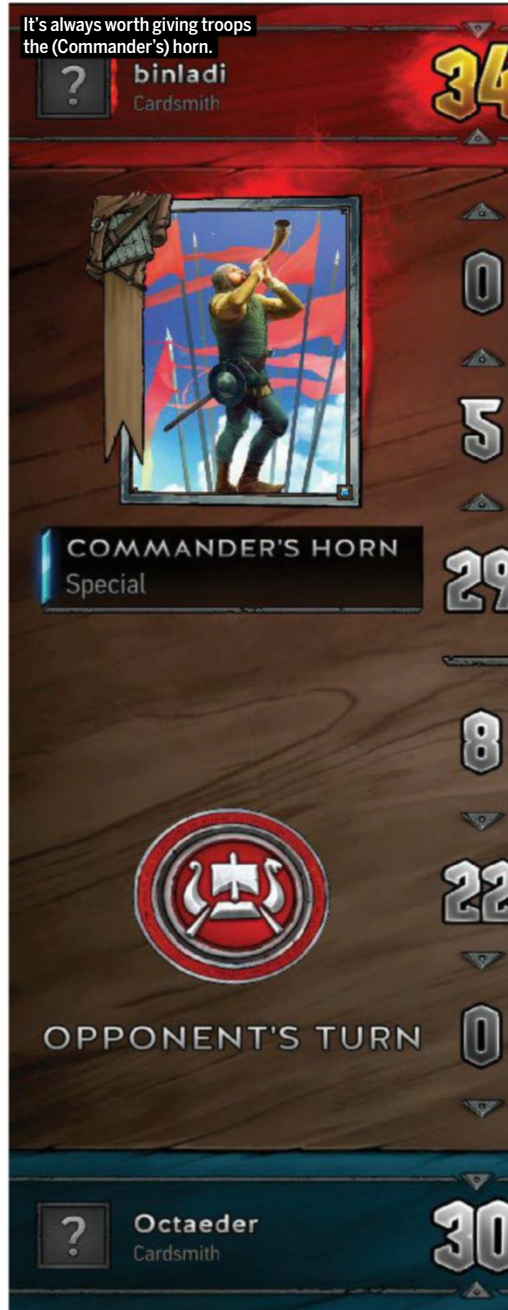 It's always worth giving troops
the (Commander's) horn.
?
binladi
Cardsmith
34
0
5
29
COMMANDER'S HORN
Special
8
22
OPPONENT'S TURN
0
?
Octaeder
Cardsmith
30